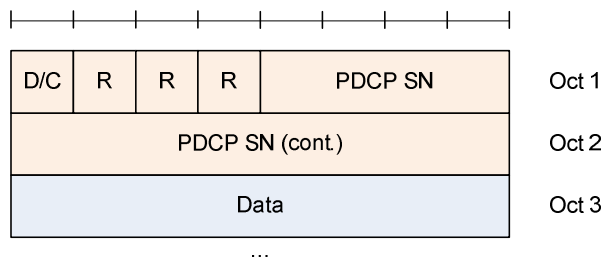 D/C R R R PDCP SN Oct 1
PDCP SN (cont.) Oct 2
Data Oct 3
...